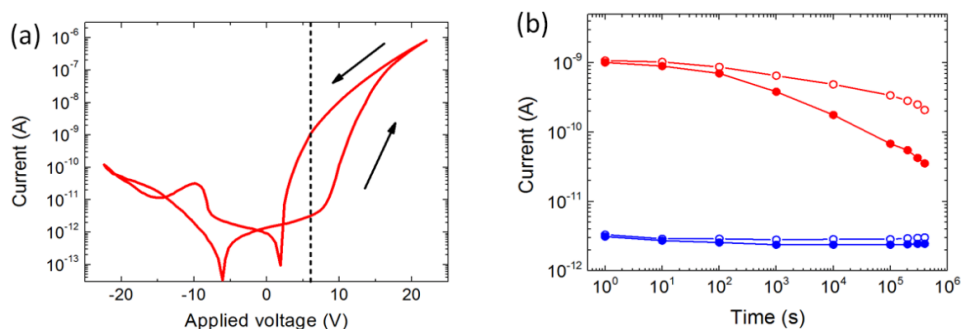 (a)
10⁻⁶
10⁻⁷
10⁻⁸
10⁻⁹
10⁻¹⁰
10⁻¹¹
10⁻¹²
10⁻¹³
Current (A)
-20 -10 0 10 20
Applied voltage (V)
(b)
10⁻⁹
10⁻¹⁰
10⁻¹¹
10⁻¹²
Current (A)
10⁰ 10¹ 10² 10³ 10⁴ 10⁵ 10⁶
Time (s)